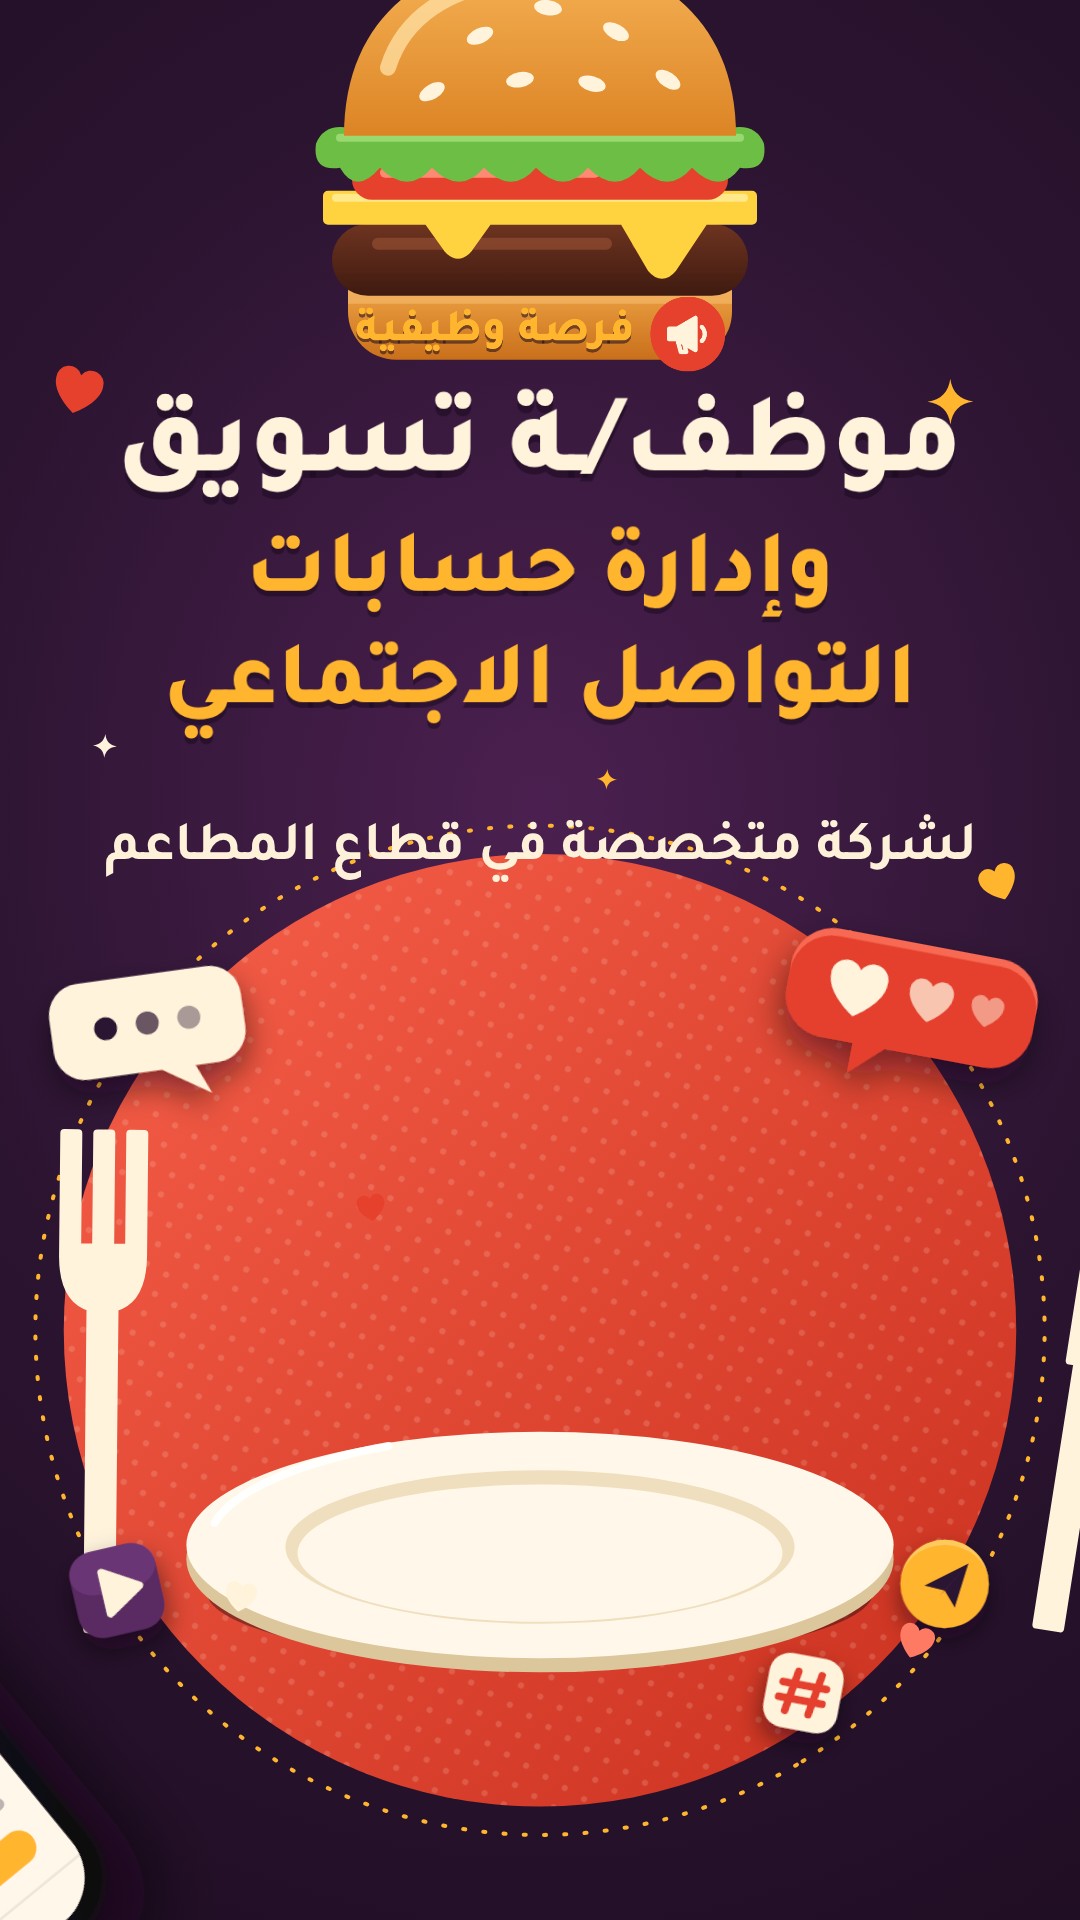 فرصة وظيفية
موظف/ة تسويق
وإدارة حسابات
التواصل الاجتماعي
لشركة متخصصة في قطاع المطاعم
#